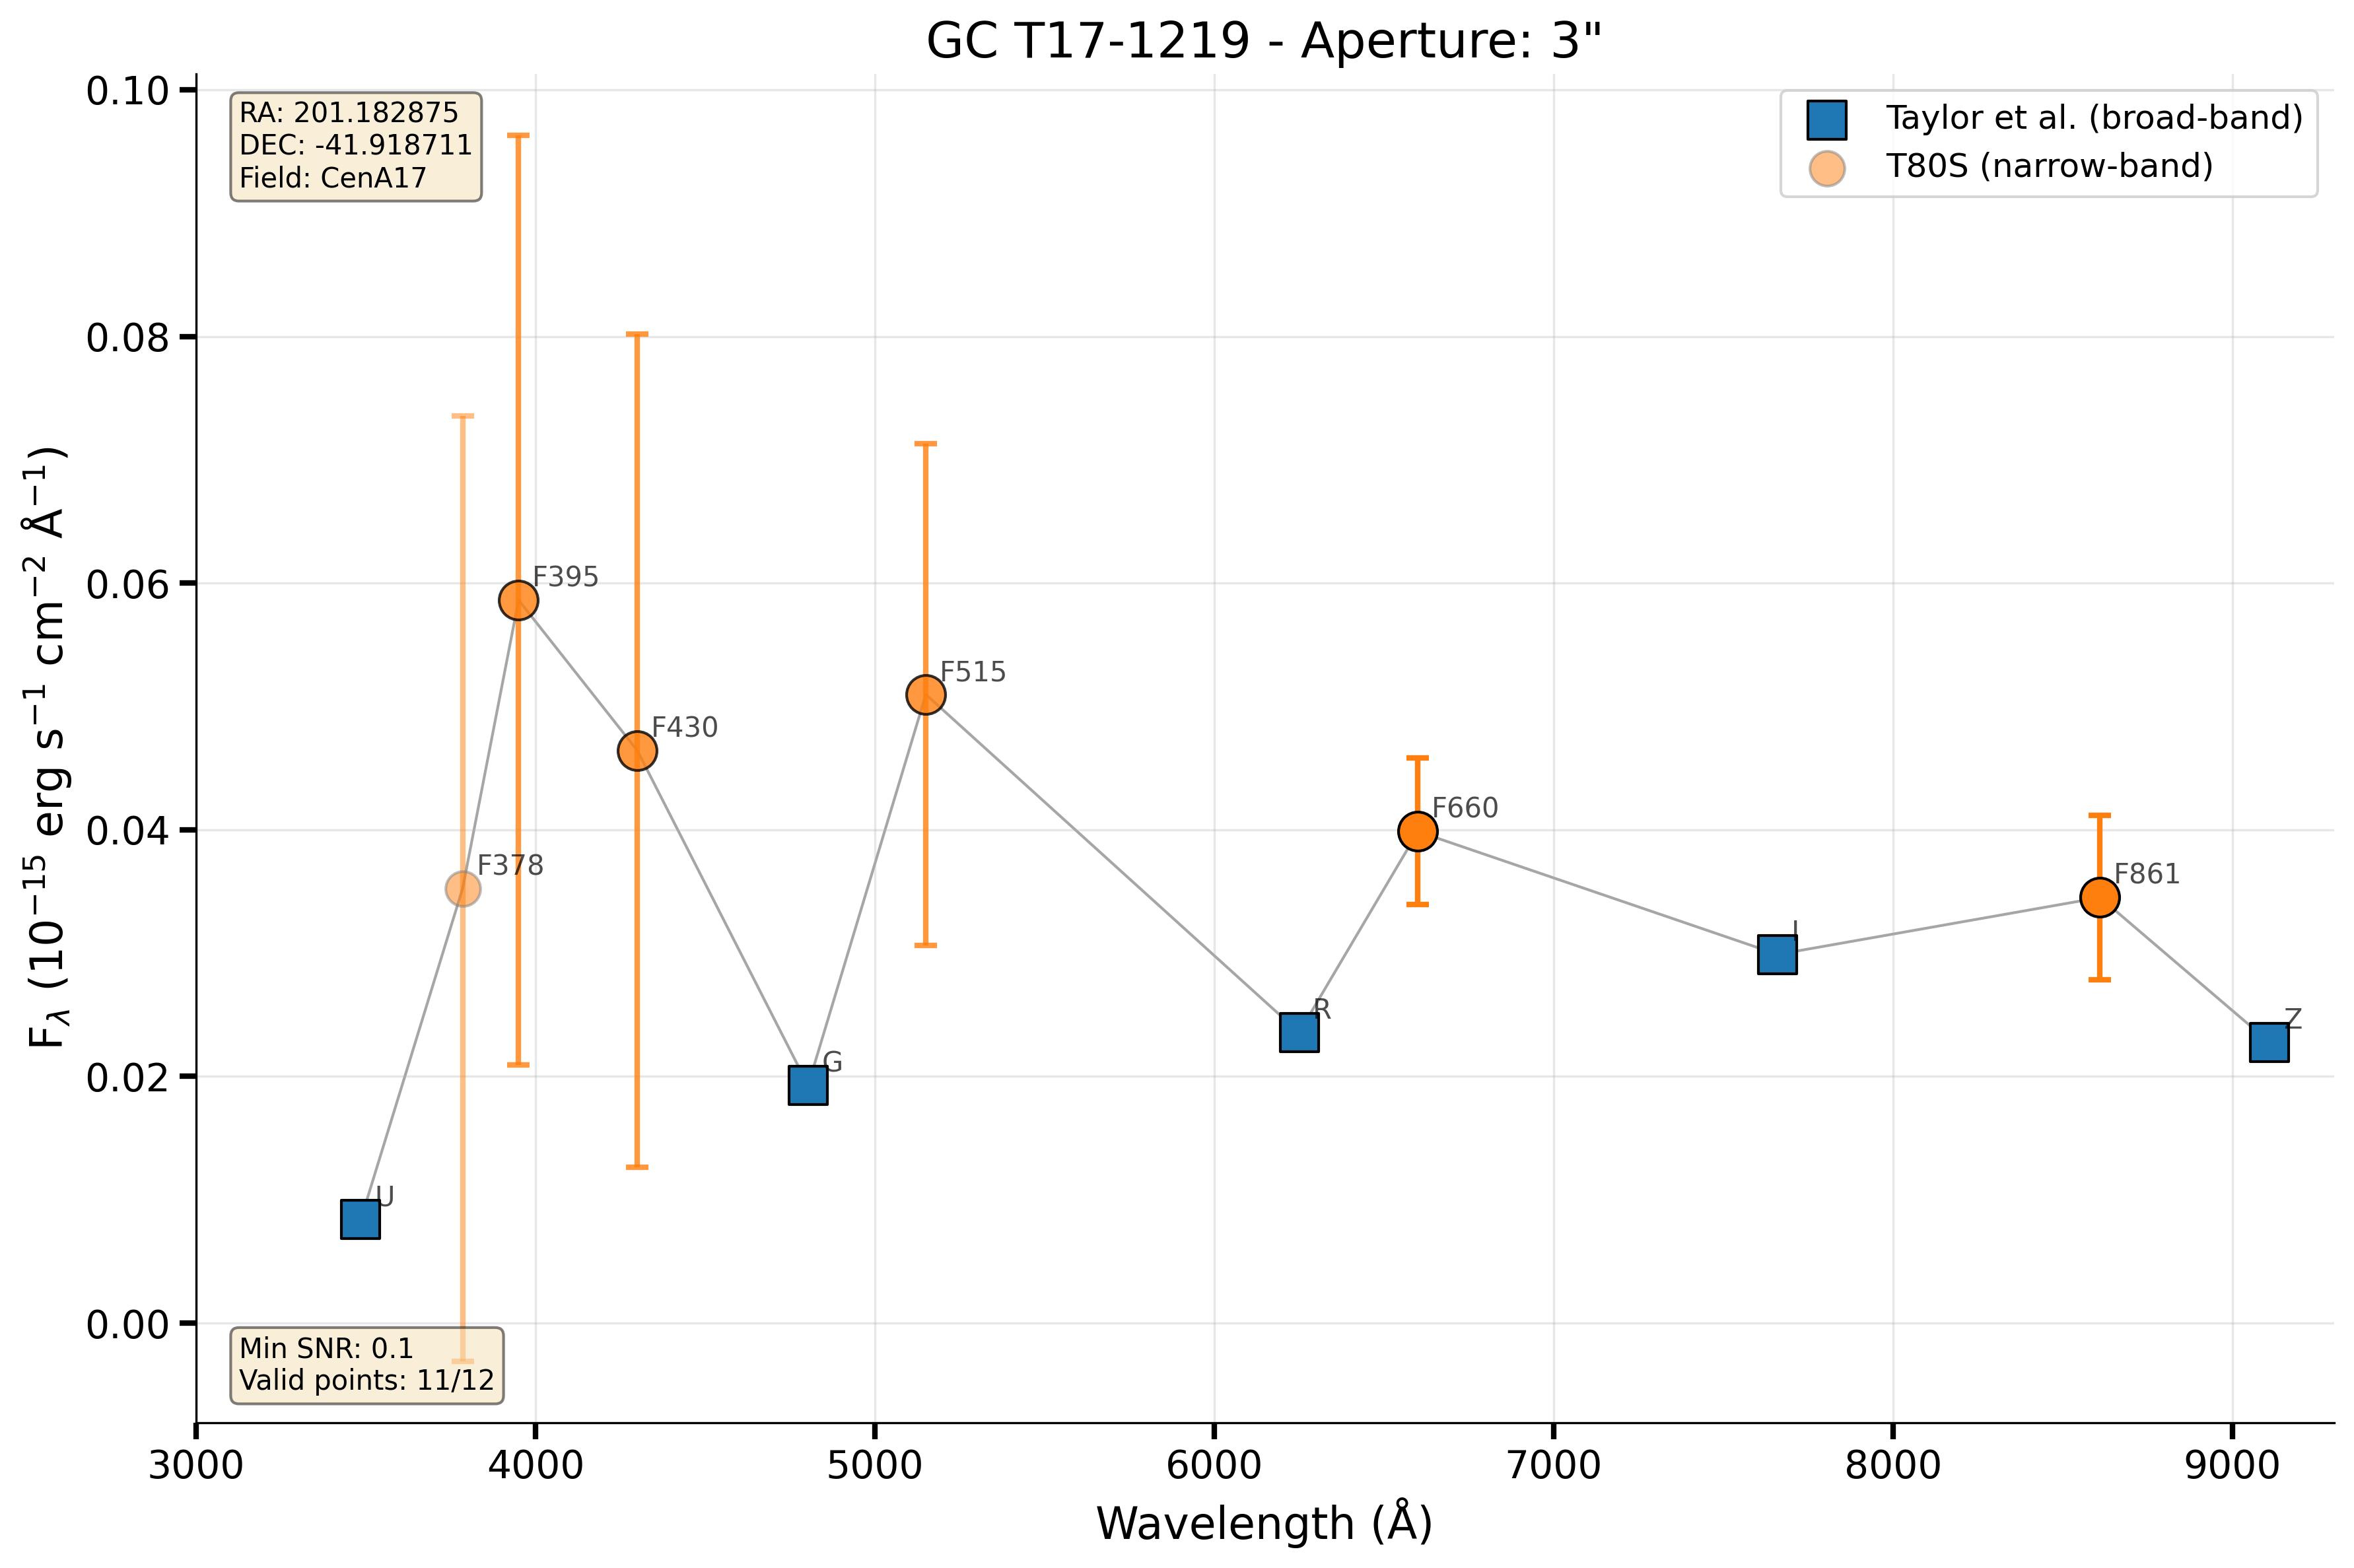 GC T17-1219 - Aperture: 3"
RA: 201.182875
DEC: -41.918711
Field: CenA17
Taylor et al. (broad-band)
T80S (narrow-band)
F_λ (10⁻¹⁵ erg s⁻¹ cm⁻² Å⁻¹)
0.10
0.08
0.06
0.04
0.02
0.00
F395
F515
F430
F660
F378
F861
I
R
Z
G
U
Min SNR: 0.1
Valid points: 11/12
3000
4000
5000
6000
7000
8000
9000
Wavelength (Å)